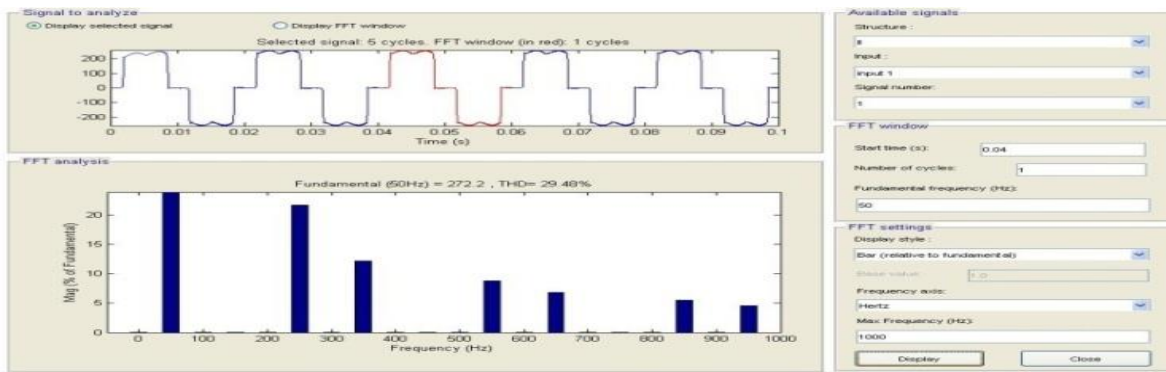 Signal to analyze
Display selected signal
Display FFT window
Selected signal: 5 cycles. FFT window (in red): 1 cycles
200
100
0
-100
-200
0 0.01 0.02 0.03 0.04 0.05 0.06 0.07 0.08 0.09 0.1
Time (s)
FFT analysis
Fundamental (50Hz) = 272.2 , THD= 29.48%
Mag (% of Fundamental)
20
15
10
5
0
0 100 200 300 400 500 600 700 800 900 1000
Frequency (Hz)
Available signals
Structure :
Input :
input 1
Signal number:
1
FFT window
Start time (s): 0.04
Number of cycles: 1
Fundamental frequency (Hz):
50
FFT settings
Display style :
Bar (relative to fundamental)
Base value: 1.0
Frequency axis:
Hertz
Max Frequency (Hz):
1000
Display
Close